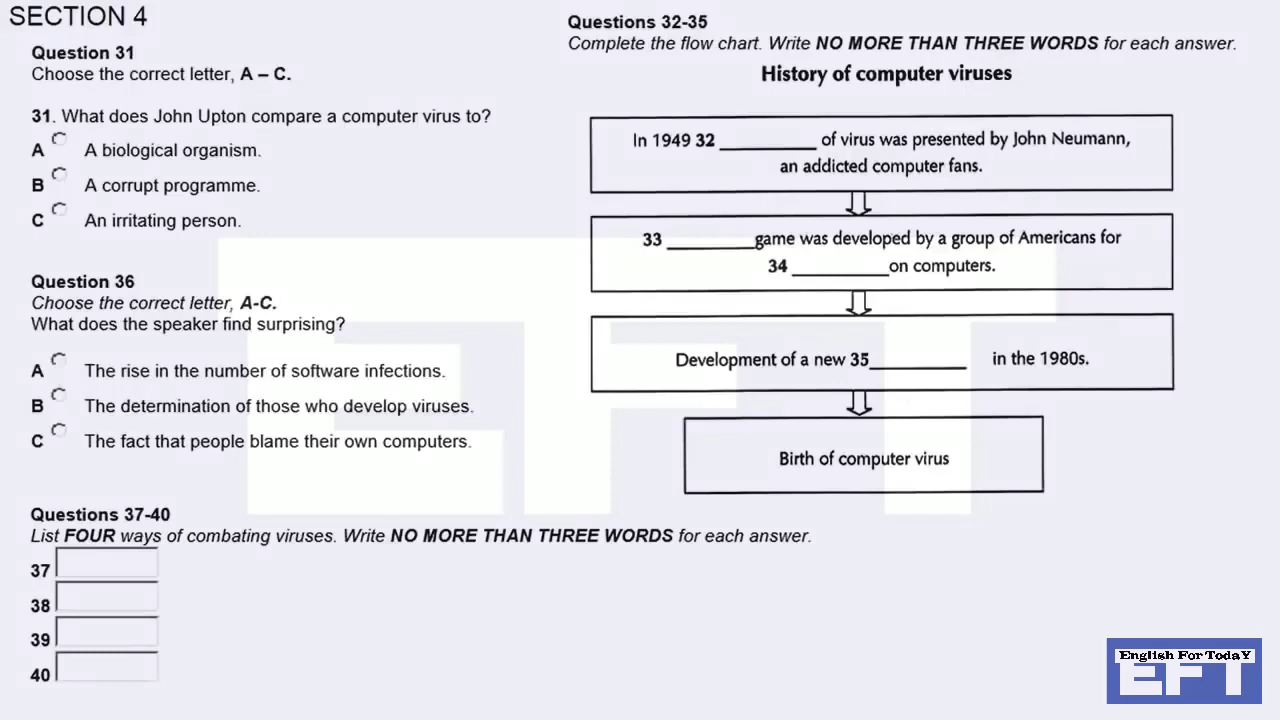 SECTION 4
Question 31
Choose the correct letter, A – C.
31. What does John Upton compare a computer virus to?
A A biological organism.
B A corrupt programme.
C An irritating person.
Question 36
Choose the correct letter, A-C.
What does the speaker find surprising?
A The rise in the number of software infections.
B The determination of those who develop viruses.
C The fact that people blame their own computers.
Questions 32-35
Complete the flow chart. Write NO MORE THAN THREE WORDS for each answer.
History of computer viruses
In 1949 32 __________ of virus was presented by John Neumann,
an addicted computer fans.
33 __________game was developed by a group of Americans for
34 __________on computers.
Development of a new 35__________ in the 1980s.
Birth of computer virus
Questions 37-40
List FOUR ways of combating viruses. Write NO MORE THAN THREE WORDS for each answer.
37
38
39
40
EFT
English For TodaY
EFT